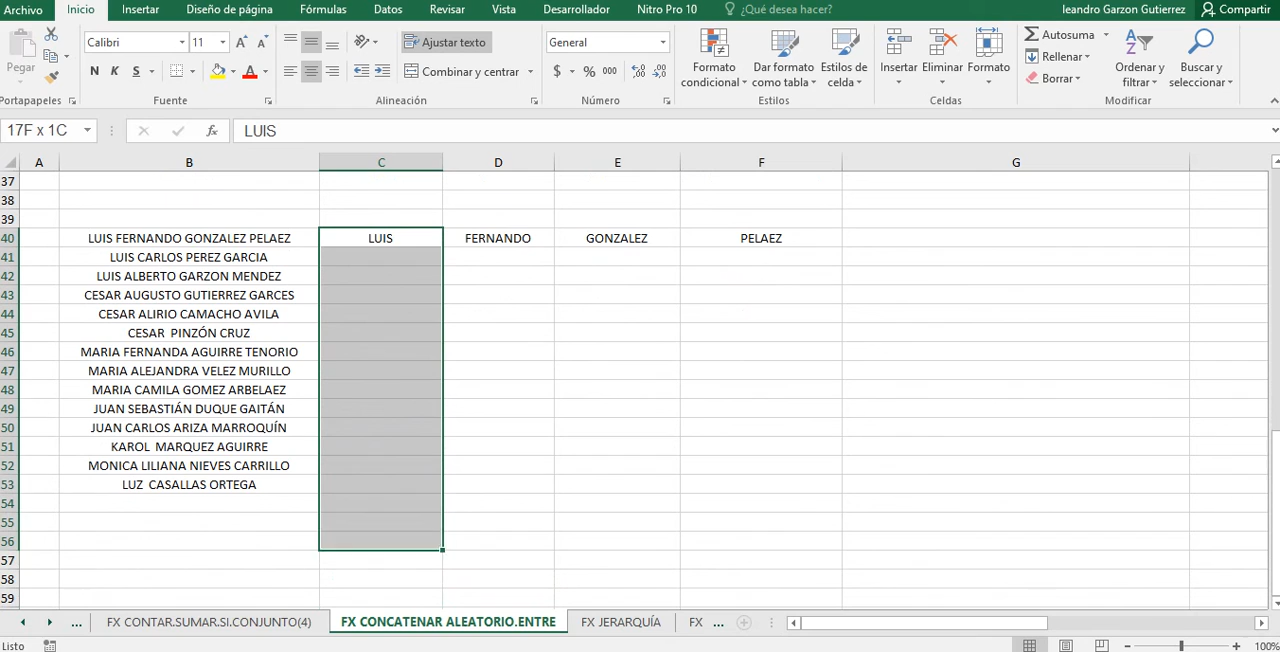 Archivo Inicio Insertar Diseño de página Fórmulas Datos Revisar Vista Desarrollador Nitro Pro 10 ¿Qué desea hacer? leandro Garzon Gutierrez Compartir
Pegar
Calibri 11
N K S
Ajustar texto
Combinar y centrar
General
$ % 000
Formato condicional
Dar formato como tabla
Estilos de celda
Insertar Eliminar Formato
Autosuma
Rellenar
Borrar
Ordenar y filtrar
Buscar y seleccionar
Portapapeles Fuente Alineación Número Estilos Celdas Modificar
17F x 1C fx LUIS
A B C D E F G
37
38
39
40 LUIS FERNANDO GONZALEZ PELAEZ LUIS FERNANDO GONZALEZ PELAEZ
41 LUIS CARLOS PEREZ GARCIA
42 LUIS ALBERTO GARZON MENDEZ
43 CESAR AUGUSTO GUTIERREZ GARCES
44 CESAR ALIRIO CAMACHO AVILA
45 CESAR  PINZÓN CRUZ
46 MARIA FERNANDA AGUIRRE TENORIO
47 MARIA ALEJANDRA VELEZ MURILLO
48 MARIA CAMILA GOMEZ ARBELAEZ
49 JUAN SEBASTIÁN DUQUE GAITÁN
50 JUAN CARLOS ARIZA MARROQUÍN
51 KAROL  MARQUEZ AGUIRRE
52 MONICA LILIANA NIEVES CARRILLO
53 LUZ  CASALLAS ORTEGA
54
55
56
57
58
59
... FX CONTAR.SUMAR.SI.CONJUNTO(4) FX CONCATENAR ALEATORIO.ENTRE FX JERARQUÍA FX ...
Listo 100%